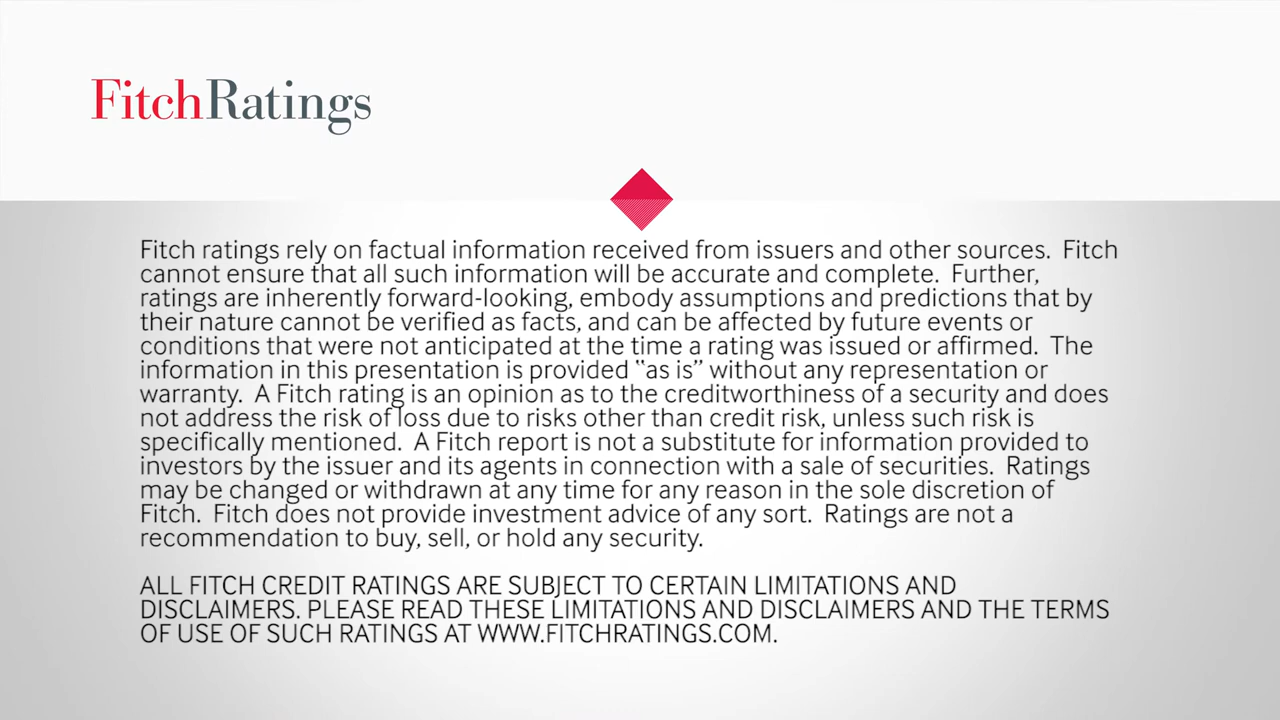 FitchRatings
Fitch ratings rely on factual information received from issuers and other sources.  Fitch
cannot ensure that all such information will be accurate and complete.  Further,
ratings are inherently forward-looking, embody assumptions and predictions that by
their nature cannot be verified as facts, and can be affected by future events or
conditions that were not anticipated at the time a rating was issued or affirmed.  The
information in this presentation is provided “as is” without any representation or
warranty.  A Fitch rating is an opinion as to the creditworthiness of a security and does
not address the risk of loss due to risks other than credit risk, unless such risk is
specifically mentioned.  A Fitch report is not a substitute for information provided to
investors by the issuer and its agents in connection with a sale of securities.  Ratings
may be changed or withdrawn at any time for any reason in the sole discretion of
Fitch.  Fitch does not provide investment advice of any sort.  Ratings are not a
recommendation to buy, sell, or hold any security.
ALL FITCH CREDIT RATINGS ARE SUBJECT TO CERTAIN LIMITATIONS AND
DISCLAIMERS. PLEASE READ THESE LIMITATIONS AND DISCLAIMERS AND THE TERMS
OF USE OF SUCH RATINGS AT WWW.FITCHRATINGS.COM.